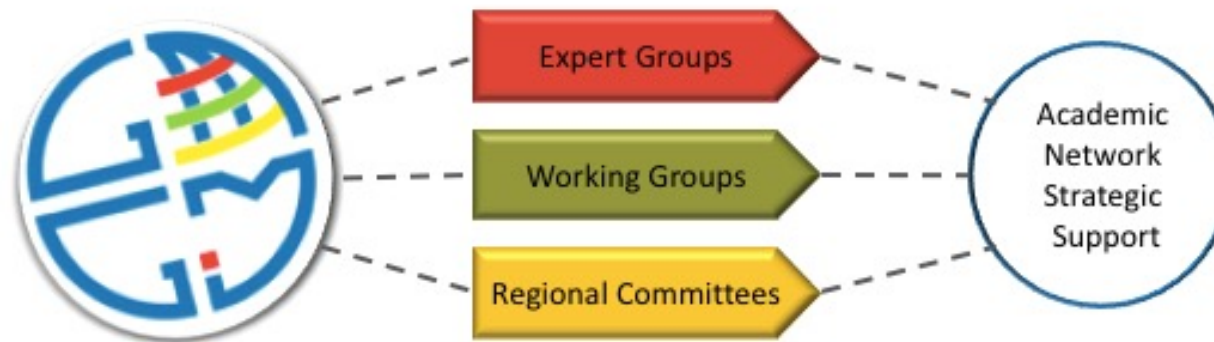 Expert Groups
Working Groups
Regional Committees
Academic
Network
Strategic
Support